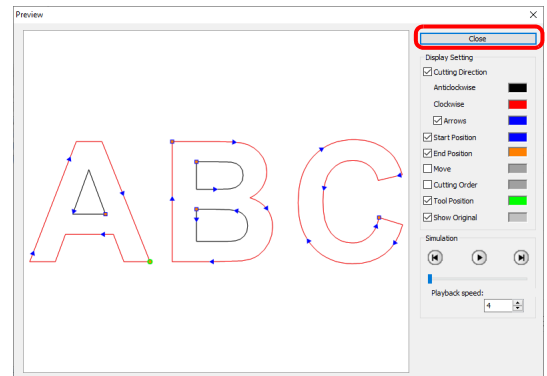 Preview
Close
Display Setting
Cutting Direction
Anticlockwise
Clockwise
Arrows
Start Position
End Position
Move
Cutting Order
Tool Position
Show Original
Simulation
Playback speed:
4
ABC